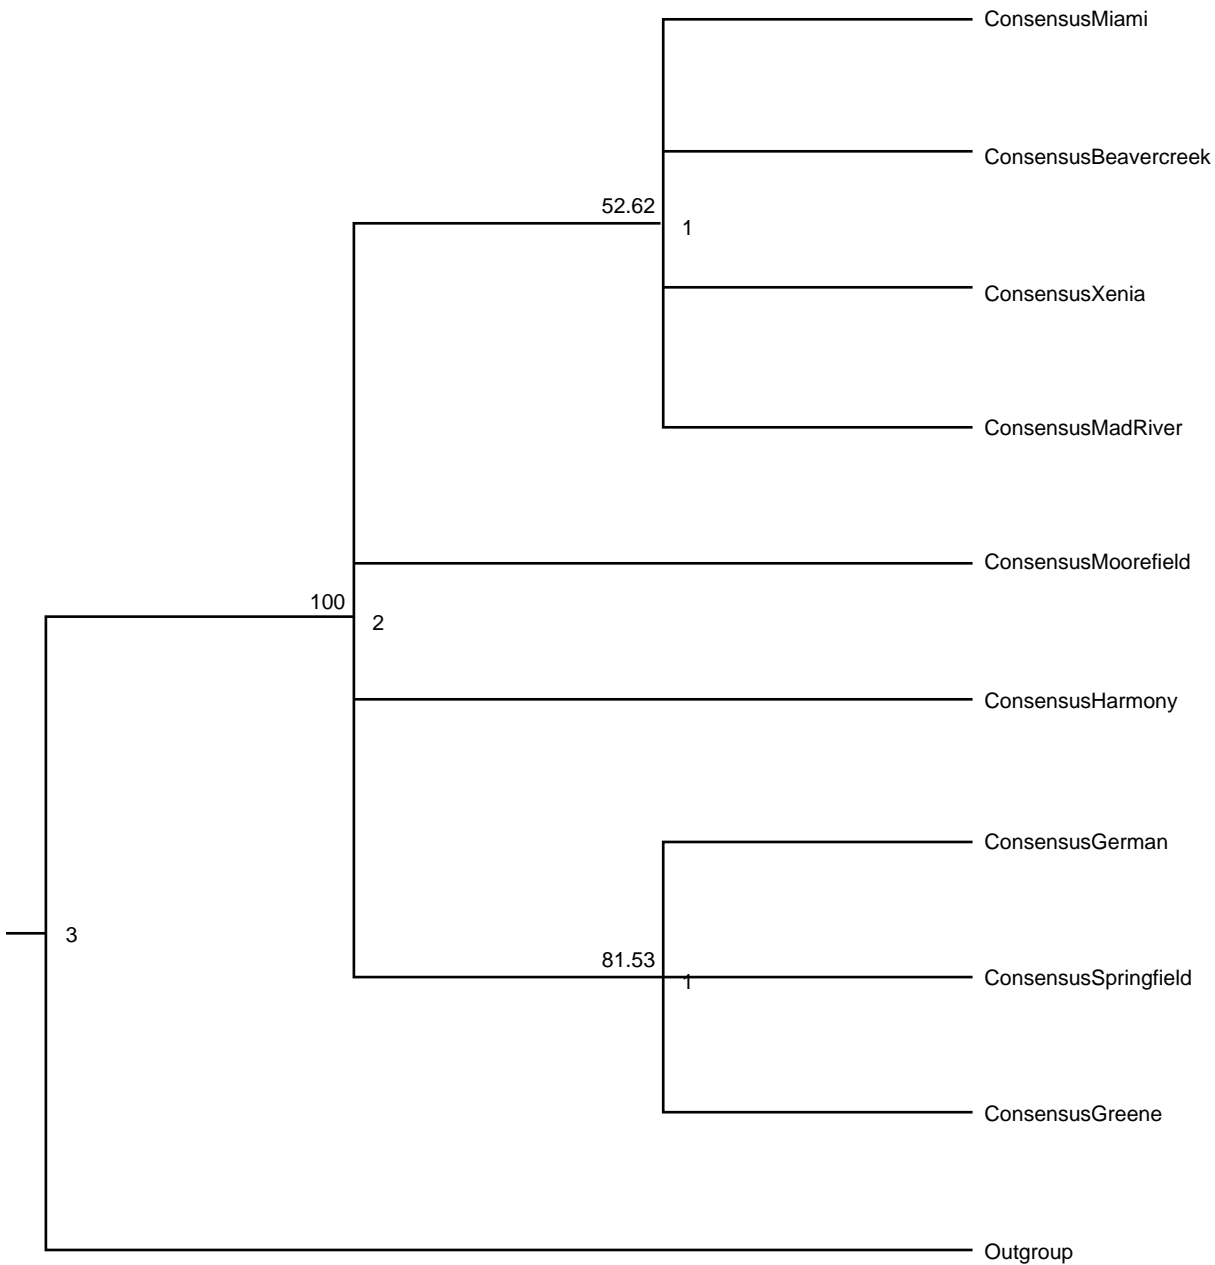 ConsensusMiami
ConsensusBeavercreek
52.62
1
ConsensusXenia
ConsensusMadRiver
ConsensusMoorefield
100
2
ConsensusHarmony
ConsensusGerman
3
81.53
1
ConsensusSpringfield
ConsensusGreene
Outgroup